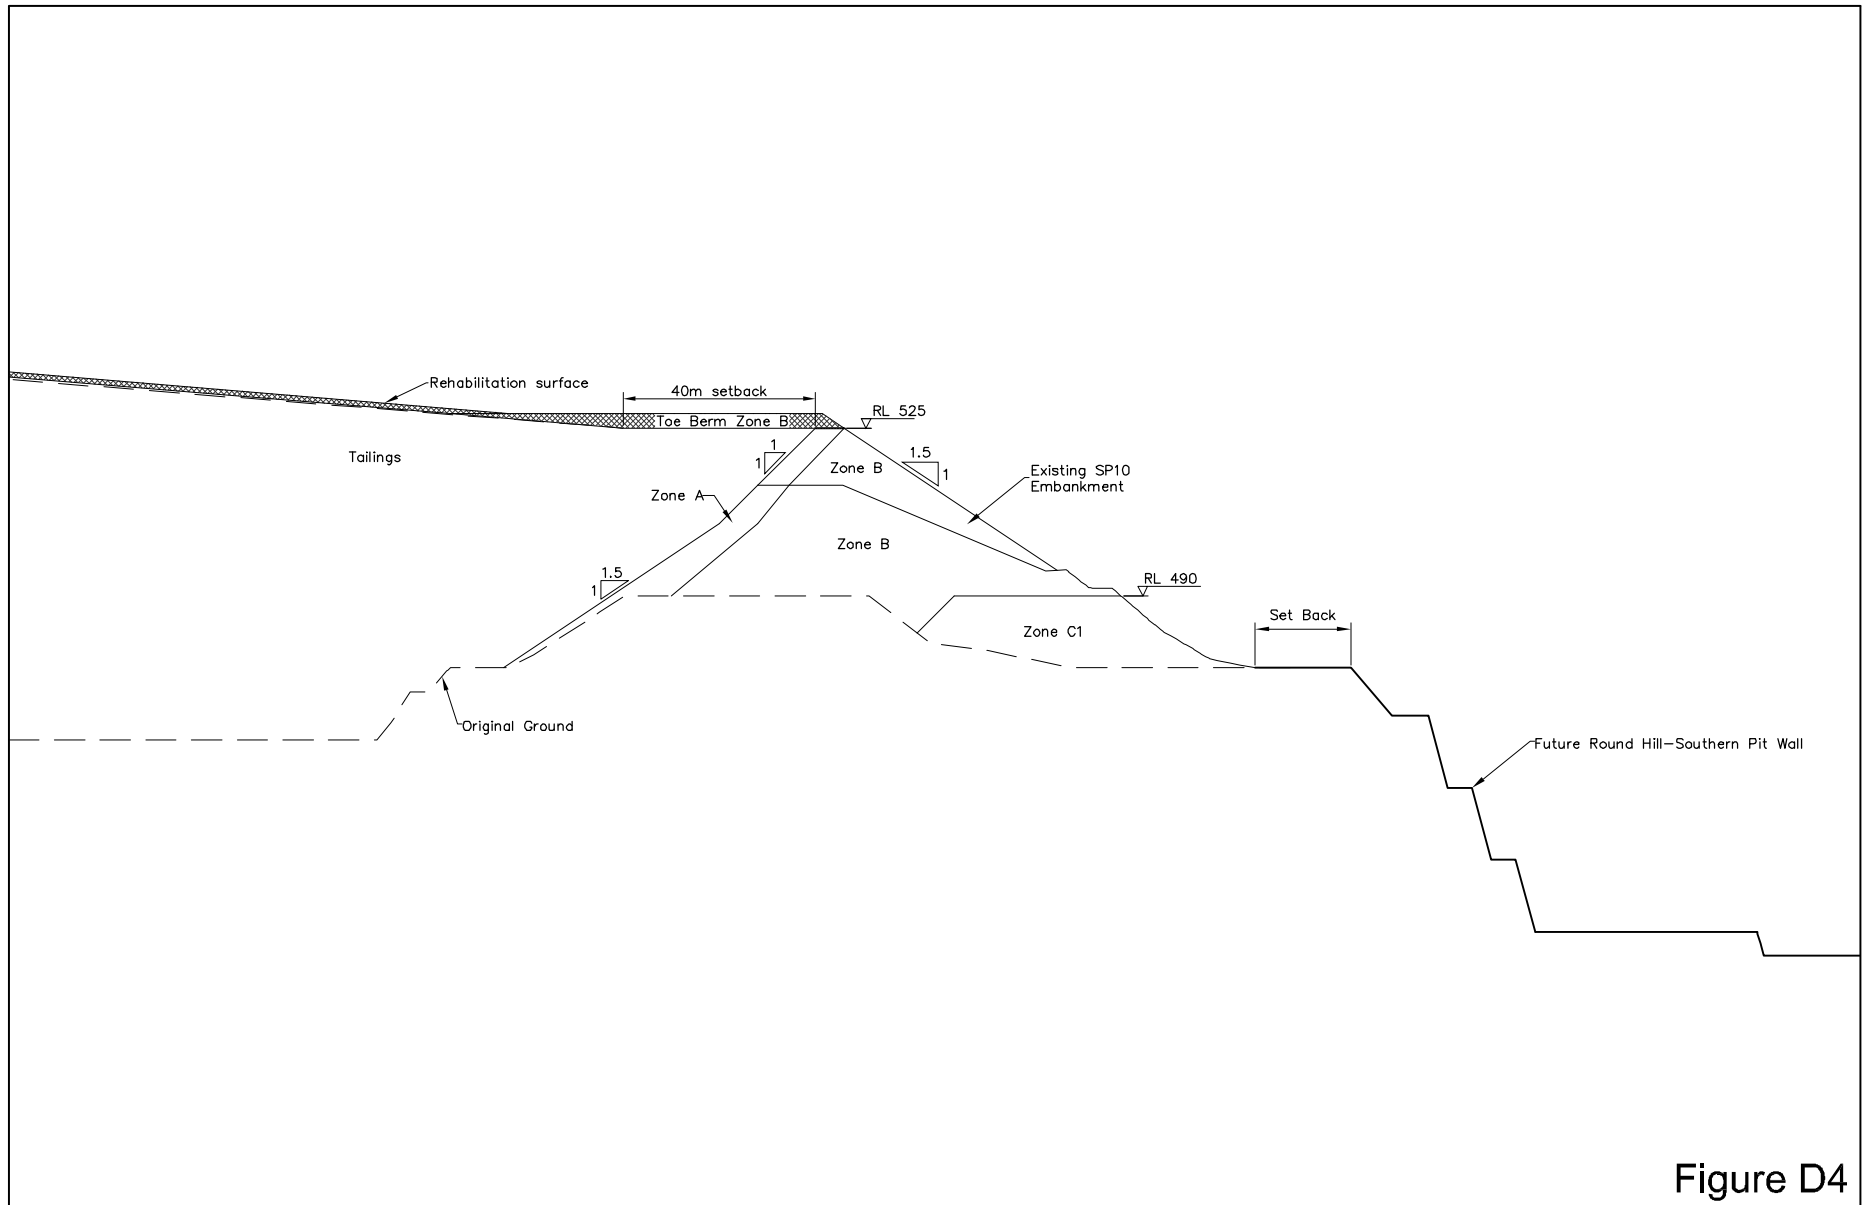 Rehabilitation surface
40m setback
RL 525
Toe Berm Zone B
1
1
1.5
1
Tailings
Zone B
Existing SP10
Embankment
Zone A
Zone B
1.5
1
RL 490
Set Back
Zone C1
Original Ground
Future Round Hill-Southern Pit Wall
Figure D4